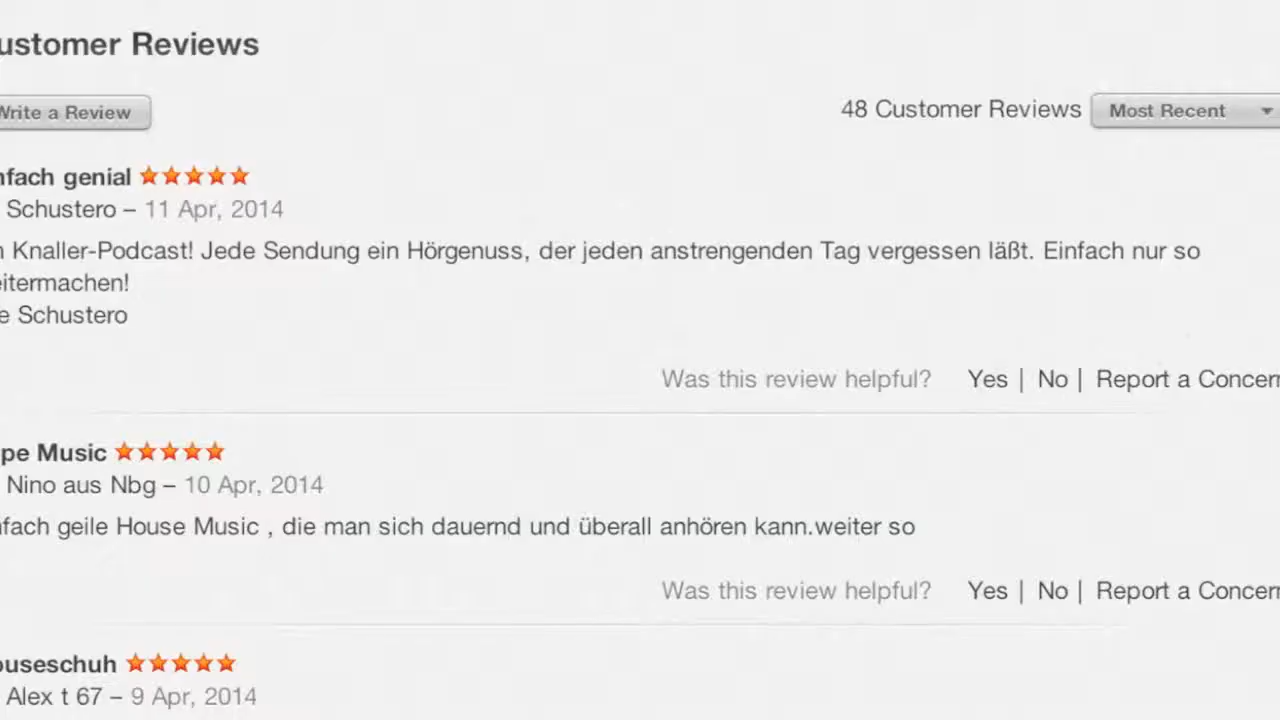 ustomer Reviews
Write a Review
48 Customer Reviews Most Recent
nfach genial
Schustero – 11 Apr, 2014
n Knaller-Podcast! Jede Sendung ein Hörgenuss, der jeden anstrengenden Tag vergessen läßt. Einfach nur so
eitermachen!
e Schustero
Was this review helpful? Yes | No | Report a Concern
pe Music
Nino aus Nbg – 10 Apr, 2014
nfach geile House Music , die man sich dauernd und überall anhören kann.weiter so
Was this review helpful? Yes | No | Report a Concern
ouseschuh
Alex t 67 – 9 Apr, 2014